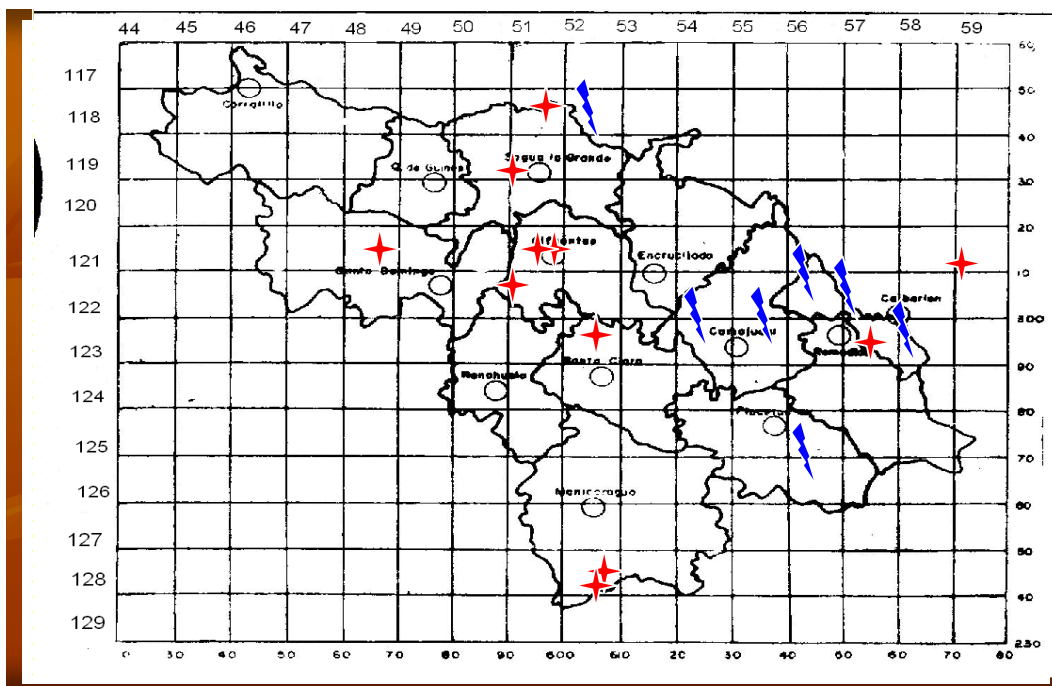 44 45 46 47 48 49 50 51 52 53 54 55 56 57 58 59
117
60
50
118
Corralillo
40
119
Sagua la Grande
Q. de Guines
30
120
20
Cifuentes
Encrucijada
121
Santo Domingo
10
Caibarien
122
200
Camajuani
123
Remedios
Santa Clara
90
Ranchuelo
124
80
Placetas
125
70
126
Manicaragua
60
127
50
128
40
129
230
0 30 60 70 80 90 600 10 20 30 40 50 60 70 80